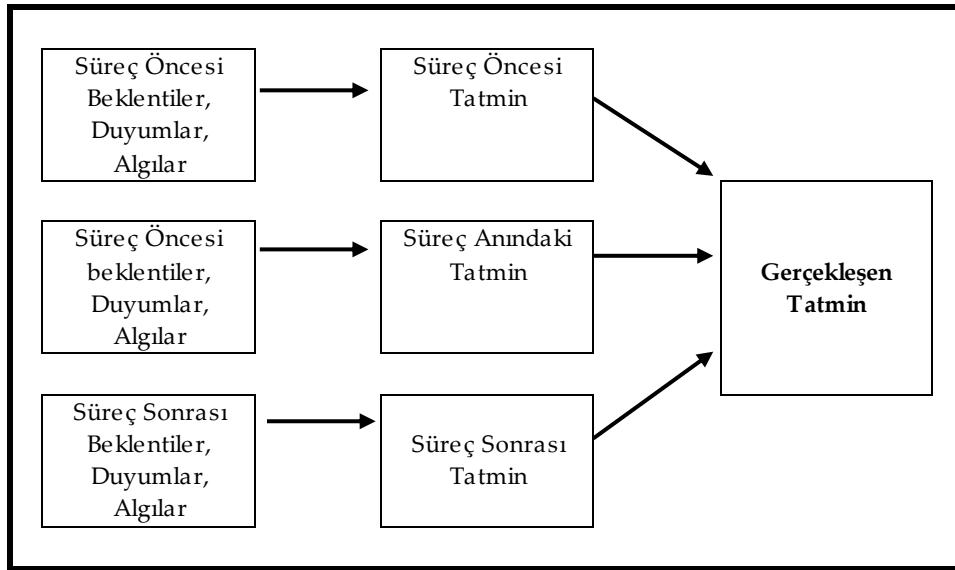 Süreç Öncesi
Beklentiler,
Duyumlar,
Algılar
Süreç Öncesi
Tatmin
Süreç Öncesi
beklentiler,
Duyumlar,
Algılar
Süreç Anındaki
Tatmin
Gerçekleşen
Tatmin
Süreç Sonrası
Beklentiler,
Duyumlar,
Algılar
Süreç Sonrası
Tatmin